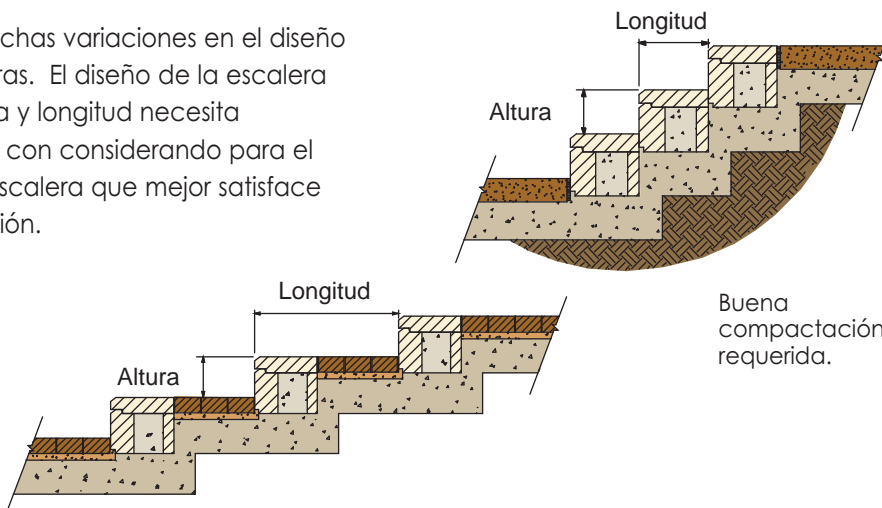 chas variaciones en el diseño
ras. El diseño de la escalera
a y longitud necesita
con considerando para el
escalera que mejor satisface
ión.
Longitud
Altura
Longitud
Altura
Buena
compactación
requerida.